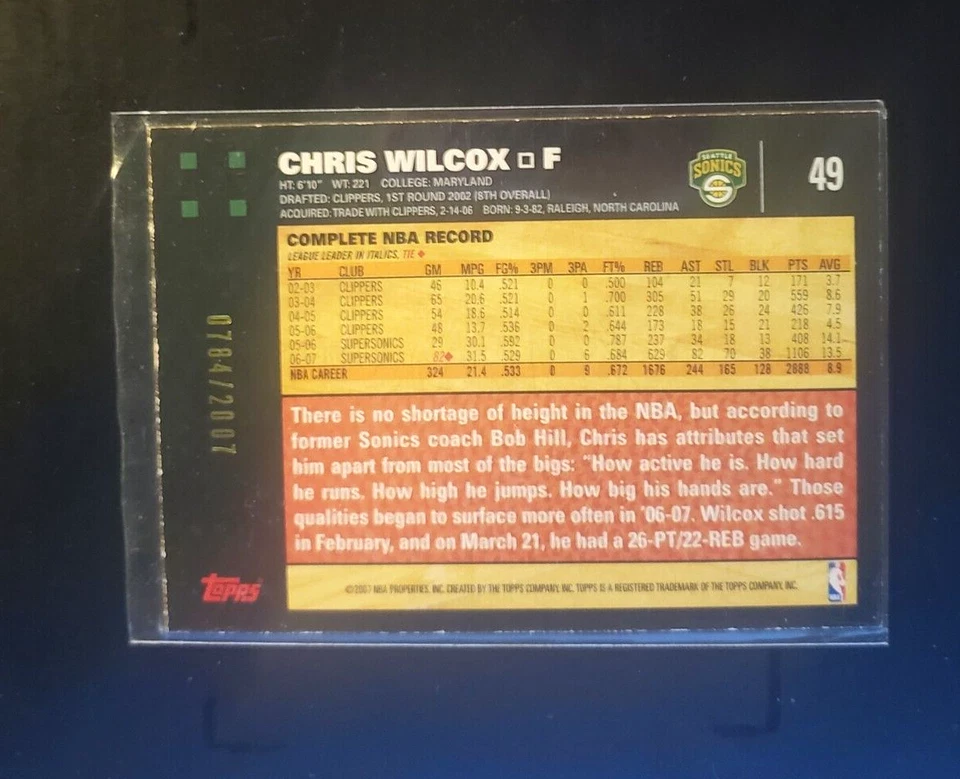 CHRIS WILCOX □ F
HT: 6'10" WT: 221 COLLEGE: MARYLAND
DRAFTED: CLIPPERS, 1ST ROUND 2002 (8TH OVERALL)
ACQUIRED: TRADE WITH CLIPPERS, 2-14-06 BORN: 9-3-82, RALEIGH, NORTH CAROLINA
SEATTLE
SONICS
49
COMPLETE NBA RECORD
LEAGUE LEADER IN ITALICS, TIE ◆
YR CLUB GM MPG FG% 3PM 3PA FT% REB AST STL BLK PTS AVG
02-03 CLIPPERS 46 10.4 .521 0 0 .500 104 21 7 12 171 3.7
03-04 CLIPPERS 65 20.6 .521 0 1 .700 305 51 29 20 559 8.6
04-05 CLIPPERS 54 18.6 .514 0 0 .611 228 38 26 24 426 7.9
05-06 CLIPPERS 48 13.7 .536 0 2 .644 173 18 15 21 218 4.5
05-06 SUPERSONICS 29 30.1 .592 0 0 .787 237 34 18 13 408 14.1
06-07 SUPERSONICS 82◆ 31.5 .529 0 6 .684 629 82 70 38 1106 13.5
NBA CAREER 324 21.4 .533 0 9 .672 1676 244 165 128 2888 8.9
There is no shortage of height in the NBA, but according to
former Sonics coach Bob Hill, Chris has attributes that set
him apart from most of the bigs: "How active he is. How hard
he runs. How high he jumps. How big his hands are." Those
qualities began to surface more often in '06-07. Wilcox shot .615
in February, and on March 21, he had a 26-PT/22-REB game.
©2007 NBA PROPERTIES, INC. CREATED BY THE TOPPS COMPANY, INC. TOPPS IS A REGISTERED TRADEMARK OF THE TOPPS COMPANY, INC.
NBA
0784/2007
Topps